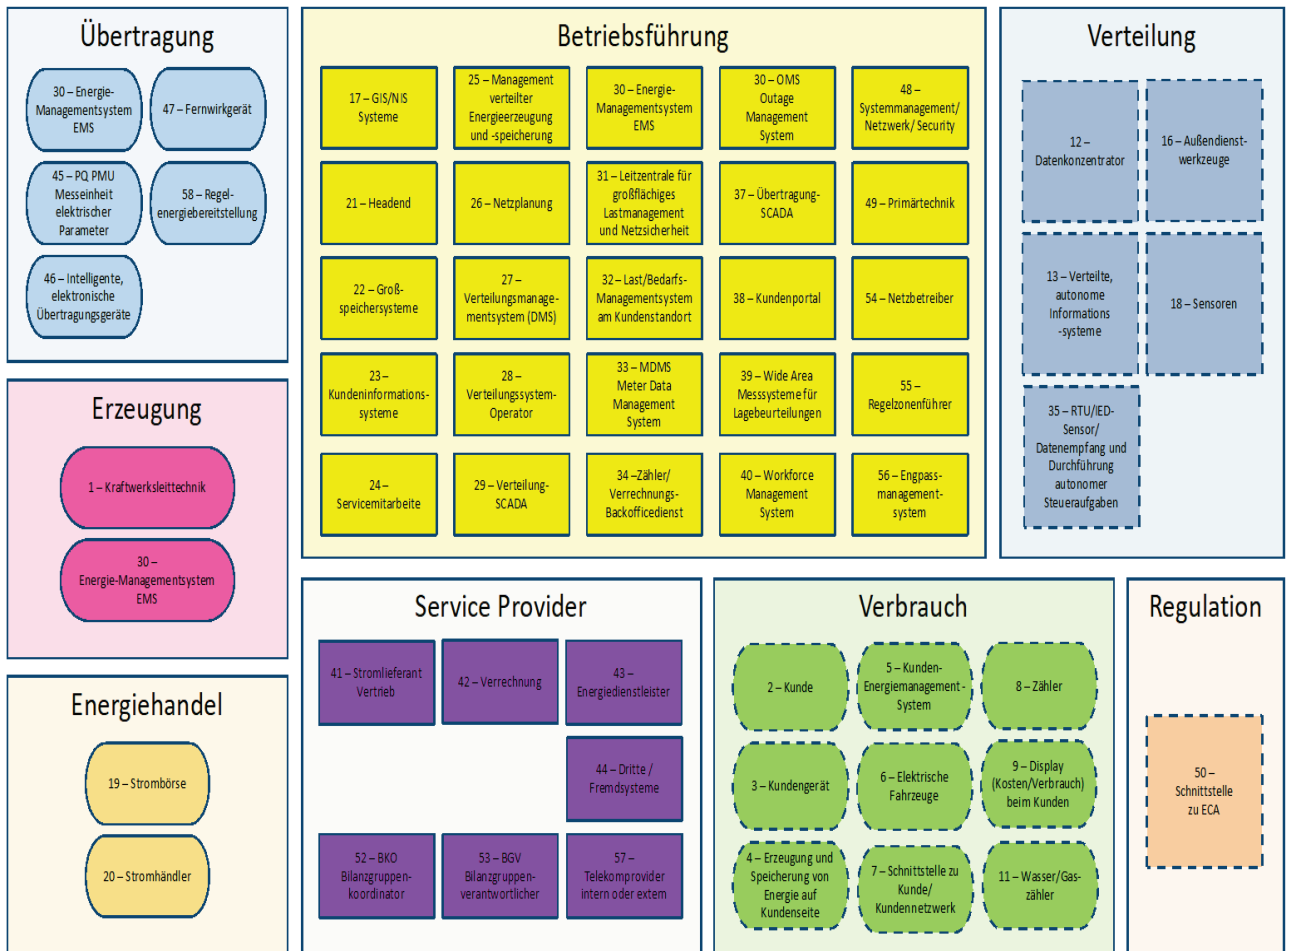 Übertragung
30 – Energie-
Managementsystem
EMS
47 – Fernwirkgerät
45 – PQ PMU
Messeinheit
elektrischer
Parameter
58 – Regel-
energiebereitstellung
46 – Intelligente,
elektronische
Übertragungsgeräte
Erzeugung
1 – Kraftwerksleittechnik
30 –
Energie-Managementsystem
EMS
Energiehandel
19 – Strombörse
20 – Stromhändler
Betriebsführung
17 – GIS/NIS
Systeme
25 – Management
verteilter
Energieerzeugung
und -speicherung
30 – Energie-
Managementsystem
EMS
30 – OMS
Outage
Management
System
48 –
Systemmanagement/
Netzwerk/ Security
21 – Headend
26 – Netzplanung
31 – Leitzentrale für
großflächiges
Lastmanagement
und Netzsicherheit
37 – Übertragung-
SCADA
49 – Primärtechnik
22 – Groß-
speichersysteme
27 –
Verteilungsmanage-
mentsystem (DMS)
32 – Last/Bedarfs-
Managementsystem
am Kundenstandort
38 – Kundenportal
54 – Netzbetreiber
23 –
Kundeninformations-
systeme
28 –
Verteilungssystem-
Operator
33 – MDMS
Meter Data
Management
System
39 – Wide Area
Messsysteme für
Lagebeurteilungen
55 –
Regelzonenführer
24 –
Servicemitarbeite
29 – Verteilung-
SCADA
34 –Zähler/
Verrechnungs-
Backofficedienst
40 – Workforce
Management
System
56 – Engpass-
management-
system
Verteilung
12 –
Datenkonzentrator
16 – Außendienst-
werkzeuge
13 – Verteilte,
autonome
Informations
-systeme
18 – Sensoren
35 – RTU/IED-
Sensor/
Datenempfang und
Durchführung
autonomer
Steueraufgaben
Service Provider
41 – Stromlieferant
Vertrieb
42 – Verrechnung
43 –
Energiedienstleister
44 – Dritte /
Fremdsysteme
52 – BKO
Bilanzgruppen-
koordinator
53 – BGV
Bilanzgruppen-
verantwortlicher
57 –
Telekomprovider
intern oder extern
Verbrauch
2 – Kunde
5 – Kunden-
Energiemanagement-
System
8 – Zähler
3 – Kundengerät
6 – Elektrische
Fahrzeuge
9 – Display
(Kosten/Verbrauch)
beim Kunden
4 – Erzeugung und
Speicherung von
Energie auf
Kundenseite
7 – Schnittstelle zu
Kunde/
Kundennetzwerk
11 – Wasser/Gas-
zähler
Regulation
50 –
Schnittstelle
zu ECA